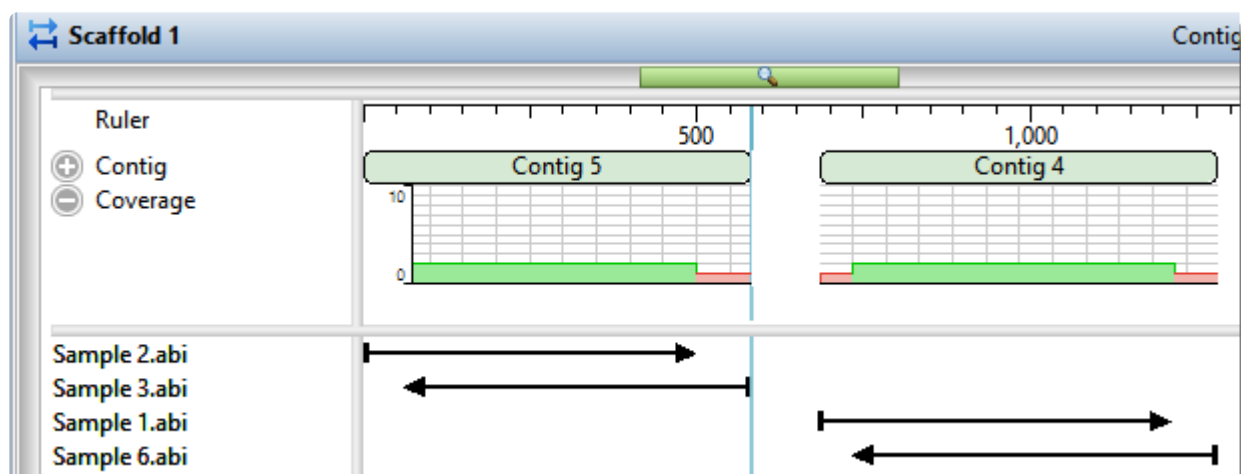 Scaffold 1
Contig
Ruler
500
1,000
Contig
Contig 5
Contig 4
Coverage
10
0
Sample 2.abi
Sample 3.abi
Sample 1.abi
Sample 6.abi